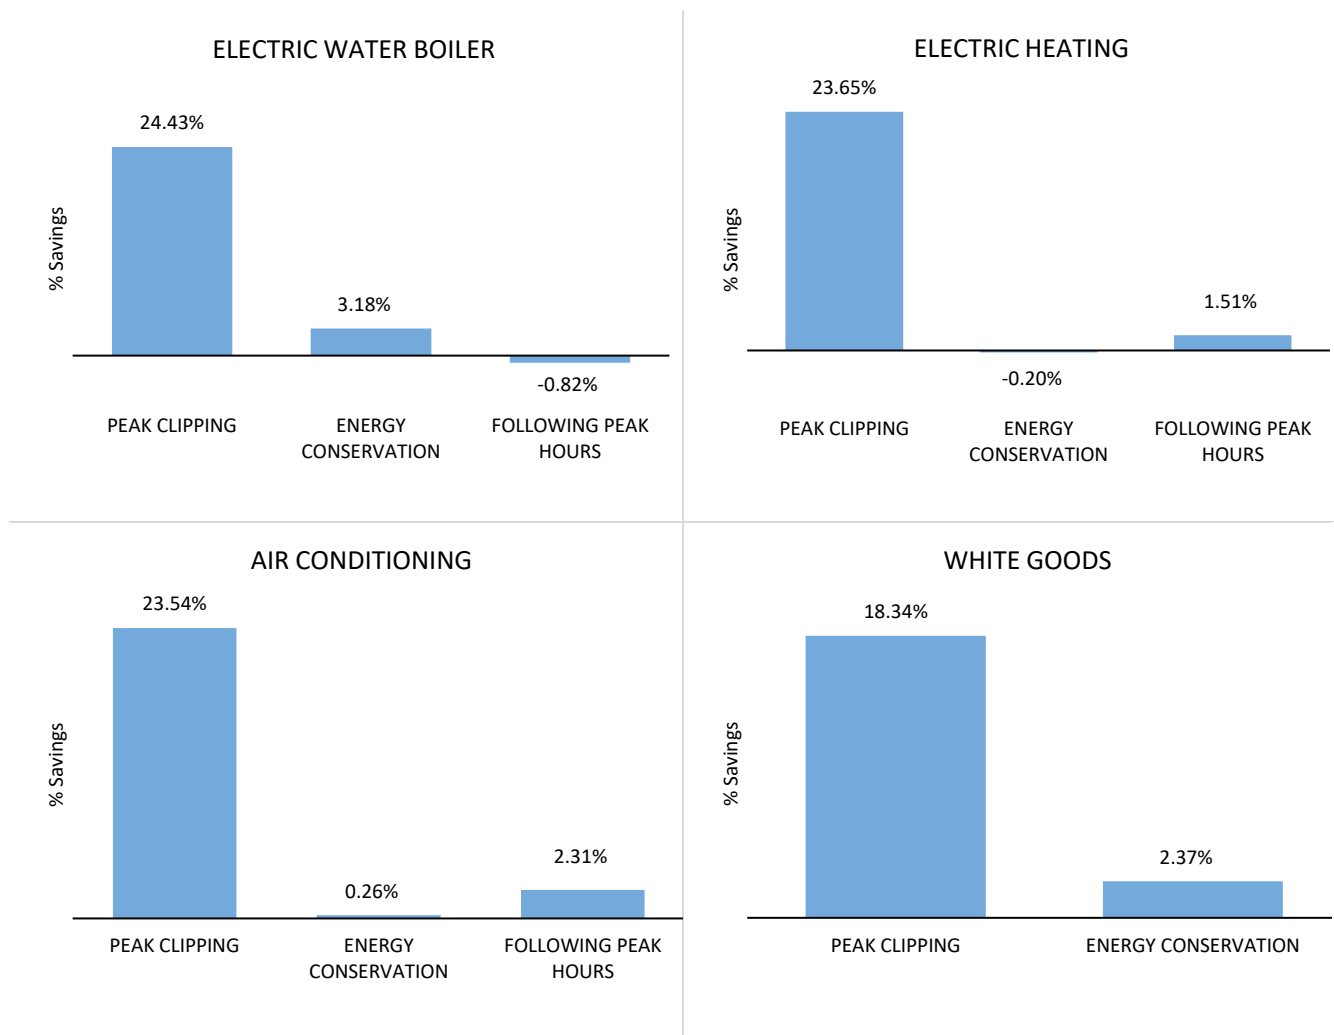 ELECTRIC WATER BOILER
24.43%
3.18%
-0.82%
% Savings
PEAK CLIPPING
ENERGY
CONSERVATION
FOLLOWING PEAK
HOURS
ELECTRIC HEATING
23.65%
1.51%
-0.20%
% Savings
PEAK CLIPPING
ENERGY
CONSERVATION
FOLLOWING PEAK
HOURS
AIR CONDITIONING
23.54%
0.26%
2.31%
% Savings
PEAK CLIPPING
ENERGY
CONSERVATION
FOLLOWING PEAK
HOURS
WHITE GOODS
18.34%
2.37%
% Savings
PEAK CLIPPING
ENERGY CONSERVATION